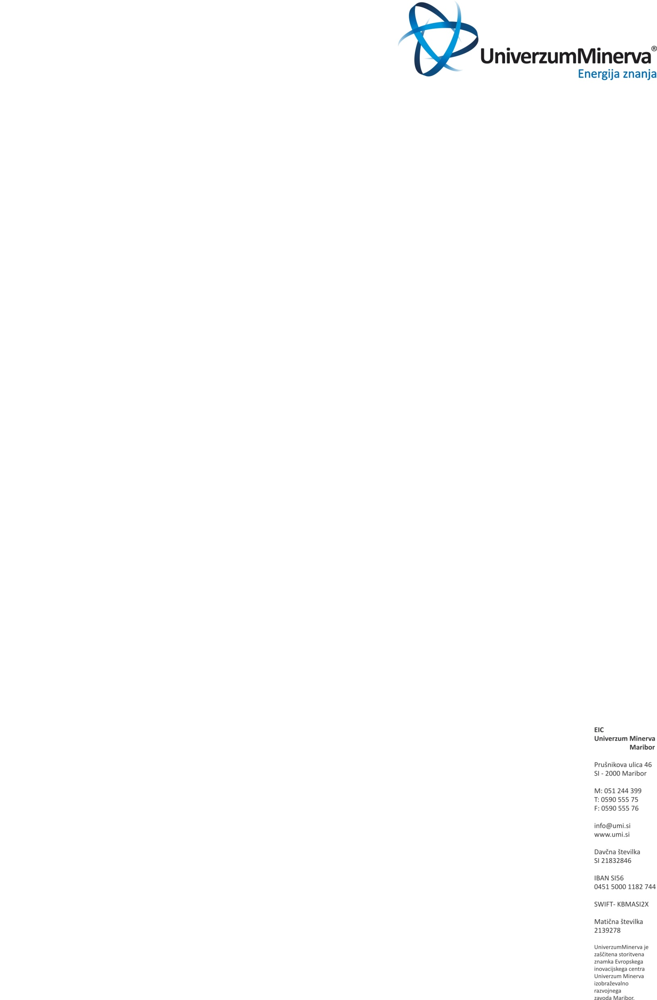 UniverzumMinerva®
Energija znanja
EIC
Univerzum Minerva
Maribor
Prušnikova ulica 46
SI - 2000 Maribor
M: 051 244 399
T: 0590 555 75
F: 0590 555 76
info@umi.si
www.umi.si
Davčna številka
SI 21832846
IBAN SI56
0451 5000 1182 744
SWIFT- KBMASI2X
Matična številka
2139278
UniverzumMinerva je
zaščitena storitvena
znamka Evropskega
inovacijskega centra
Univerzum Minerva
izobraževalno
razvojnega
zavoda Maribor.